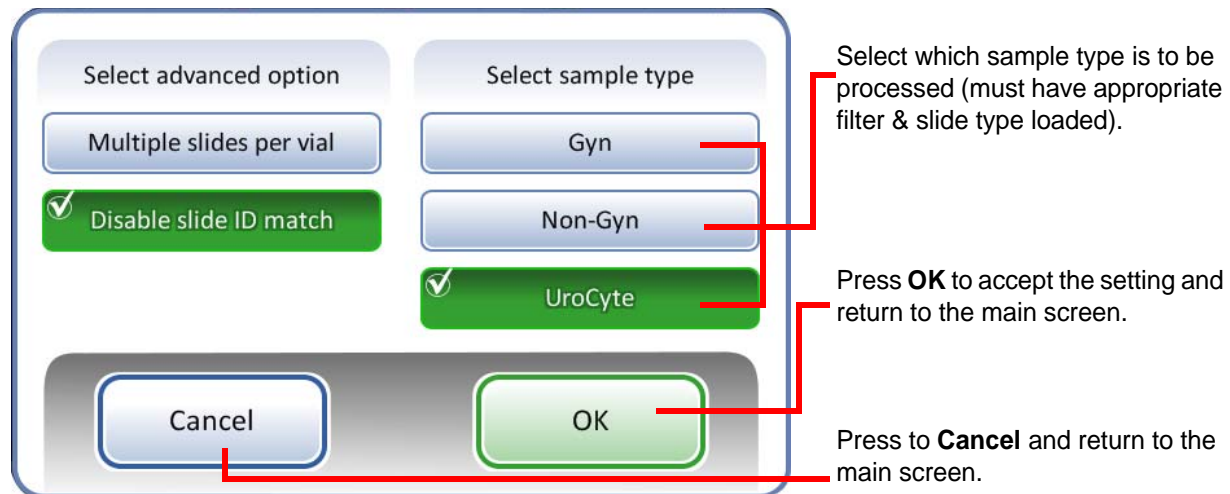 Select advanced option
Multiple slides per vial
Disable slide ID match
Select sample type
Gyn
Non-Gyn
UroCyte
Cancel
OK
Select which sample type is to be
processed (must have appropriate
filter & slide type loaded).
Press OK to accept the setting and
return to the main screen.
Press to Cancel and return to the
main screen.